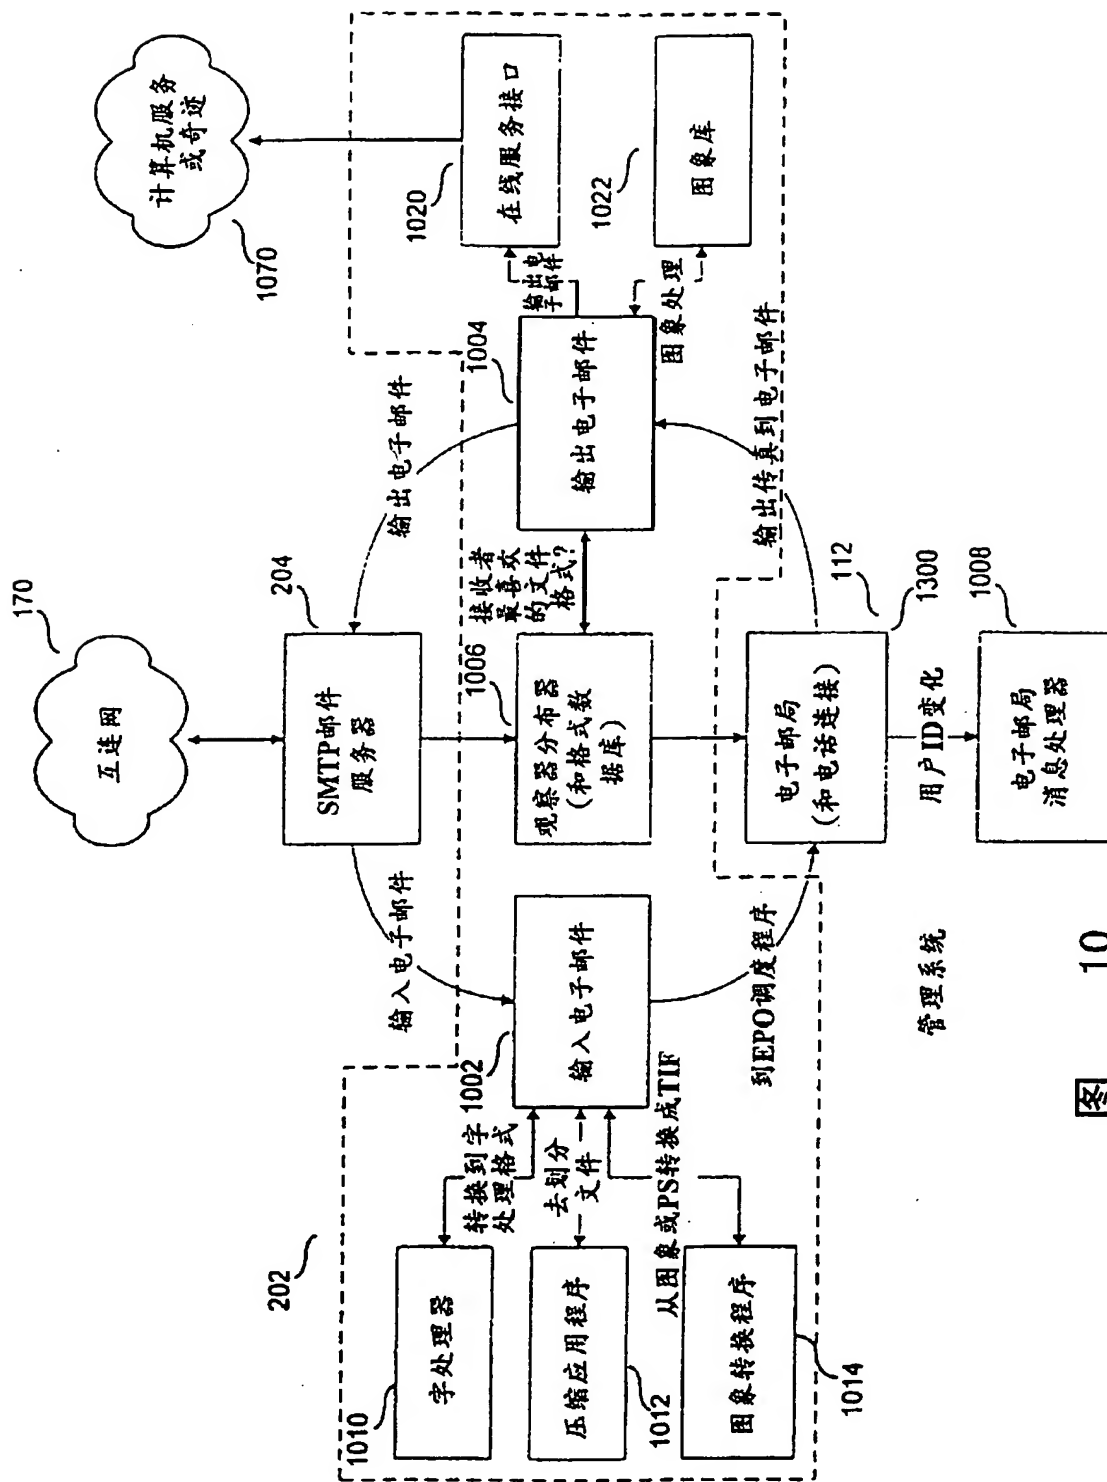 170
互连网
204
SMTP邮件
服务器
计算机服务
或奇迹
1070
202
输入电子邮件
输出电子邮件
1010
字处理器
转换到字
处理格式
1002
输入电子邮件
1006
观察器分布器
(和格式数
据库)
接收者
最喜欢
的文件
格式?
1004
输出电子邮件
输出电
子邮件
1020
在线服务接口
1012
压缩应用程序
去划分
文件
图象处理
1022
图象库
1014
图象转换程序
从图象或PS转换成TIF
到EPO调度程序
输出传真到电子邮件
112
1300
电子邮局
(和电话连接)
用户ID变化
1008
电子邮局
消息处理器
管理系统
图 10